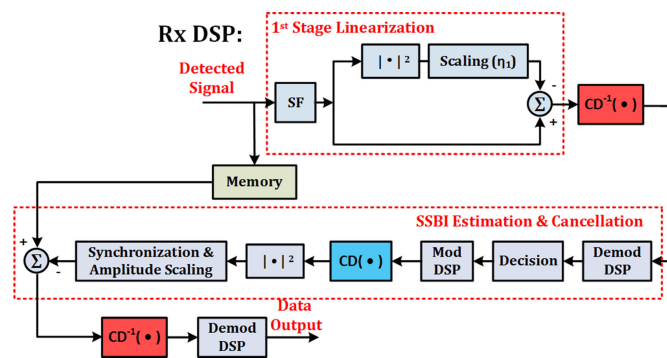 Rx DSP:
1st Stage Linearization
Detected
Signal
SF
| • | ²
Scaling (η₁)
-
Σ
+
CD⁻¹( • )
Memory
SSBI Estimation & Cancellation
+
Σ
-
Synchronization &
Amplitude Scaling
| • | ²
CD( • )
Mod
DSP
Decision
Demod
DSP
CD⁻¹( • )
Demod
DSP
Data
Output